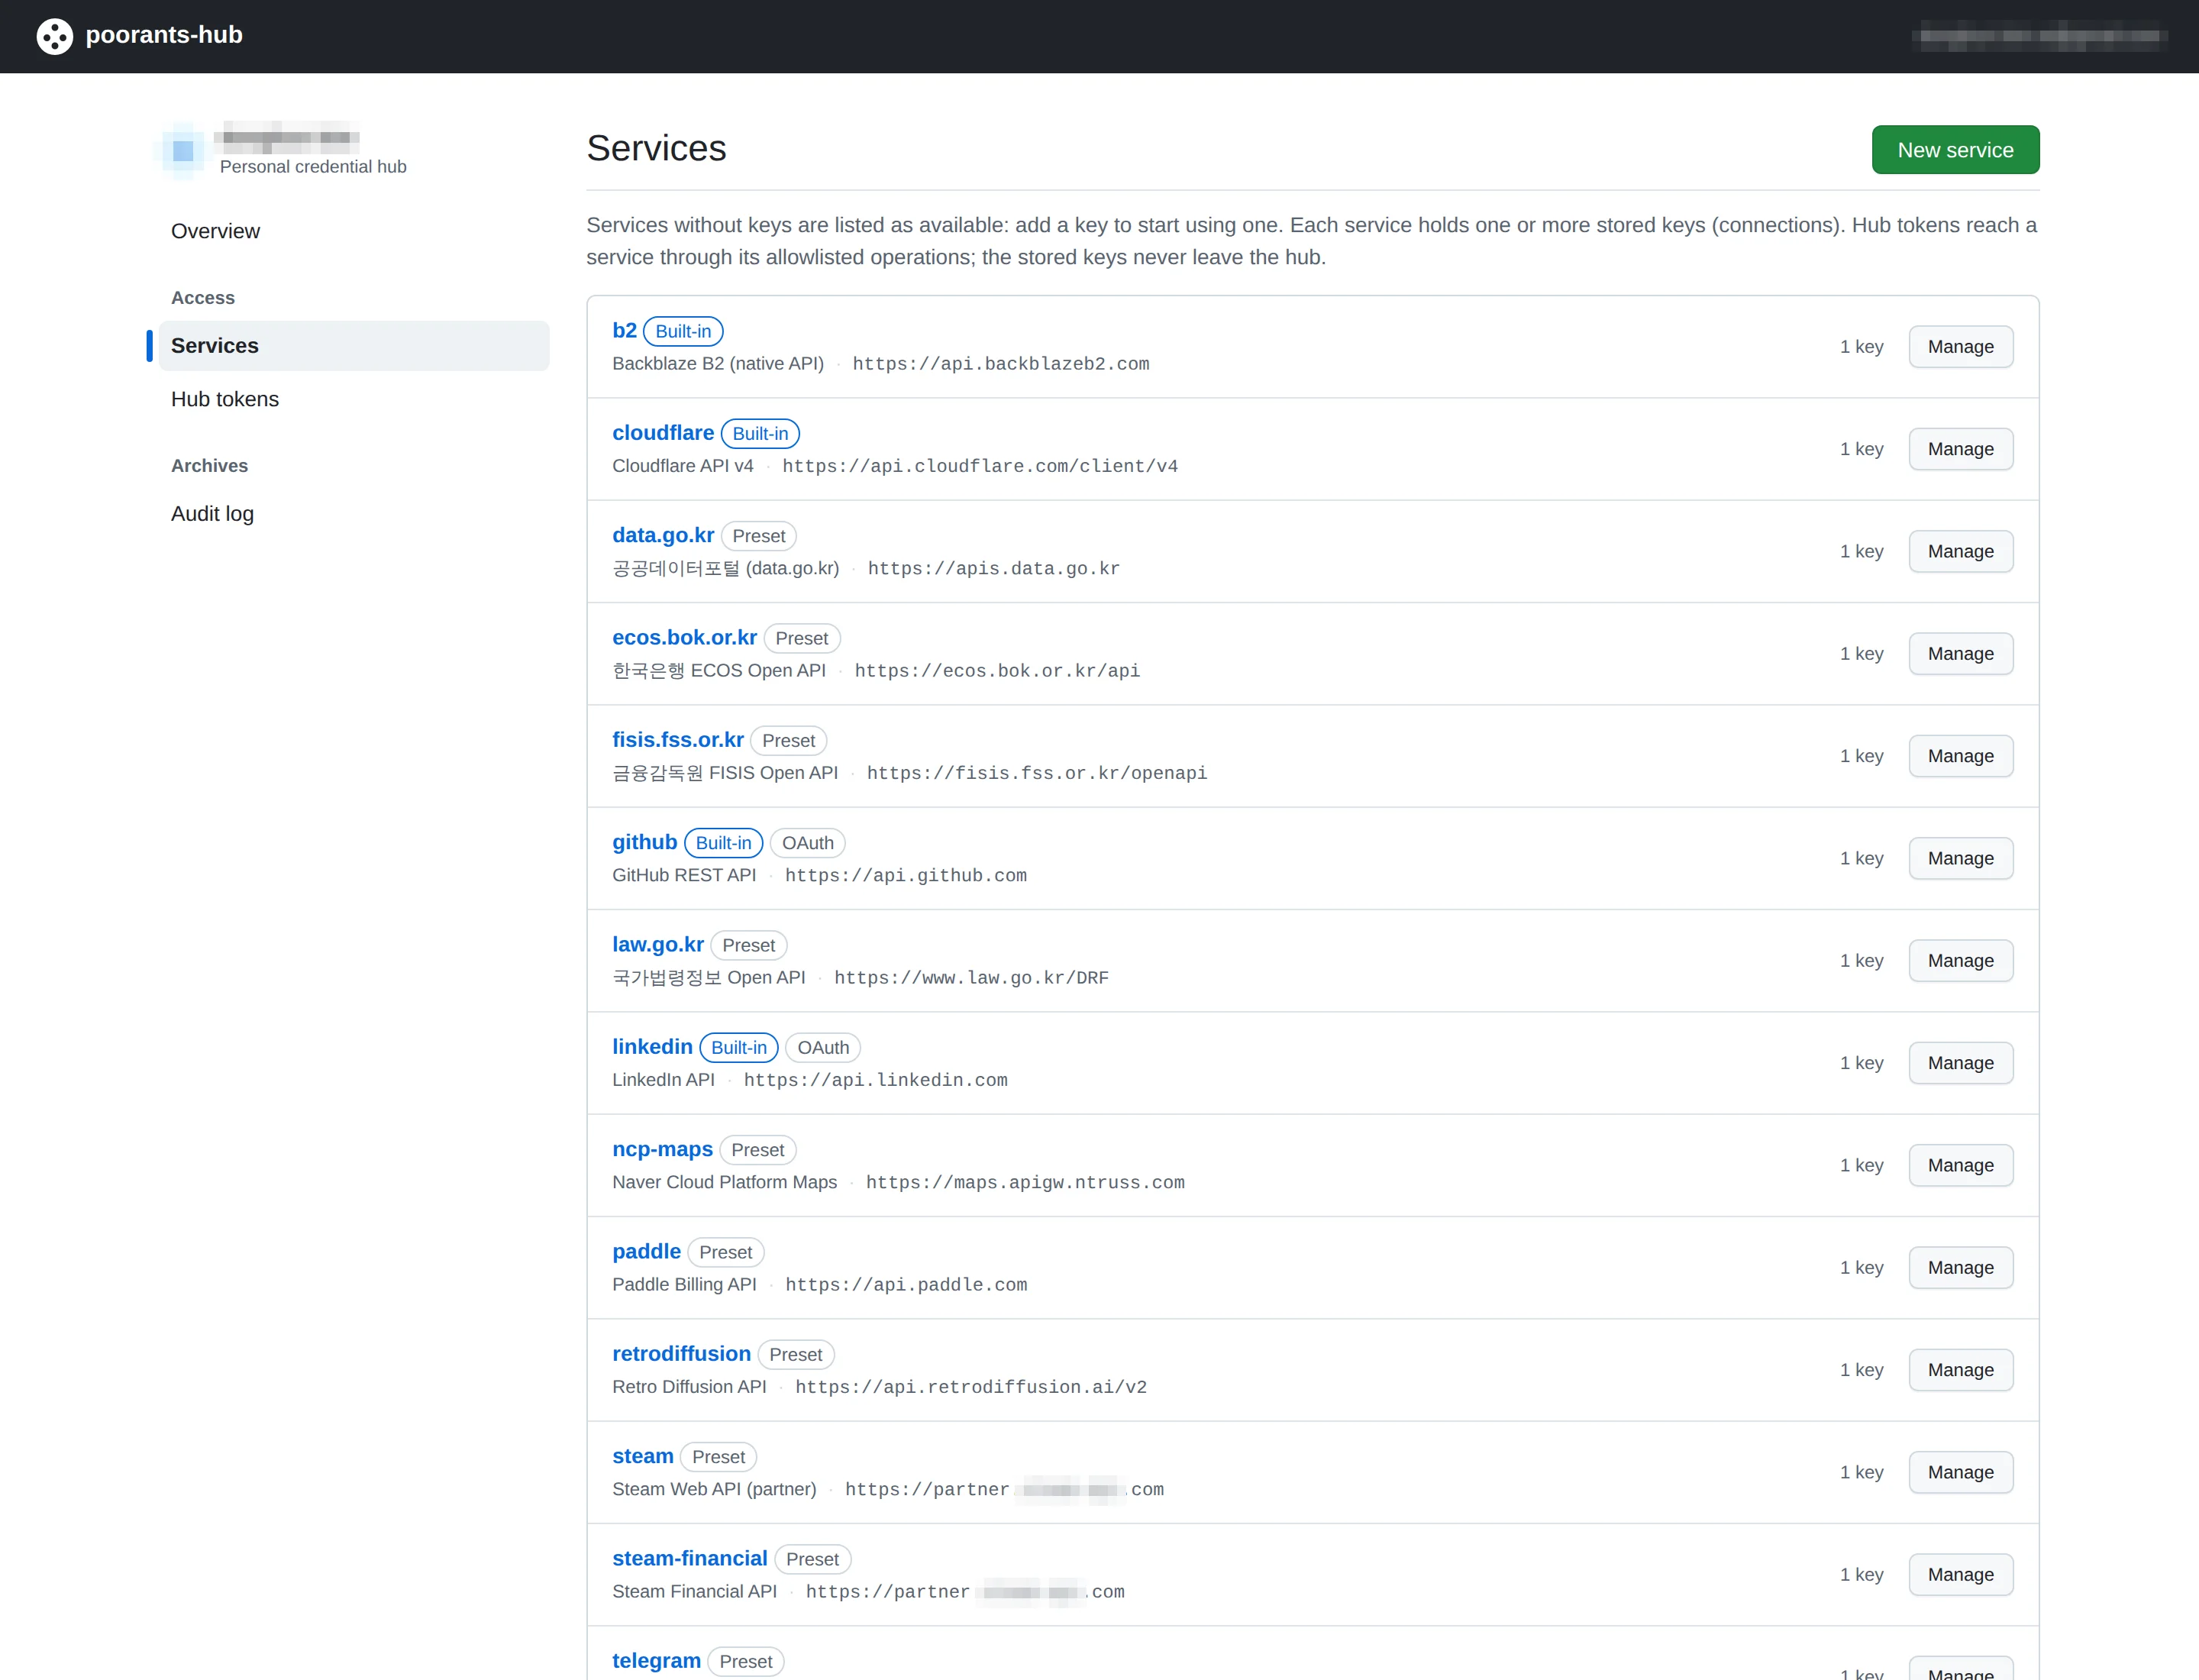 poorants-hub
Personal credential hub
Overview
Access
Services
Hub tokens
Archives
Audit log
Services
New service
Services without keys are listed as available: add a key to start using one. Each service holds one or more stored keys (connections). Hub tokens reach a
service through its allowlisted operations; the stored keys never leave the hub.
b2 Built-in
Backblaze B2 (native API) · https://api.backblazeb2.com
1 key Manage
cloudflare Built-in
Cloudflare API v4 · https://api.cloudflare.com/client/v4
1 key Manage
data.go.kr Preset
공공데이터포털 (data.go.kr) · https://apis.data.go.kr
1 key Manage
ecos.bok.or.kr Preset
한국은행 ECOS Open API · https://ecos.bok.or.kr/api
1 key Manage
fisis.fss.or.kr Preset
금융감독원 FISIS Open API · https://fisis.fss.or.kr/openapi
1 key Manage
github Built-in OAuth
GitHub REST API · https://api.github.com
1 key Manage
law.go.kr Preset
국가법령정보 Open API · https://www.law.go.kr/DRF
1 key Manage
linkedin Built-in OAuth
LinkedIn API · https://api.linkedin.com
1 key Manage
ncp-maps Preset
Naver Cloud Platform Maps · https://maps.apigw.ntruss.com
1 key Manage
paddle Preset
Paddle Billing API · https://api.paddle.com
1 key Manage
retrodiffusion Preset
Retro Diffusion API · https://api.retrodiffusion.ai/v2
1 key Manage
steam Preset
Steam Web API (partner) · https://partner .com
1 key Manage
steam-financial Preset
Steam Financial API · https://partner .com
1 key Manage
telegram Preset
1 key Manage